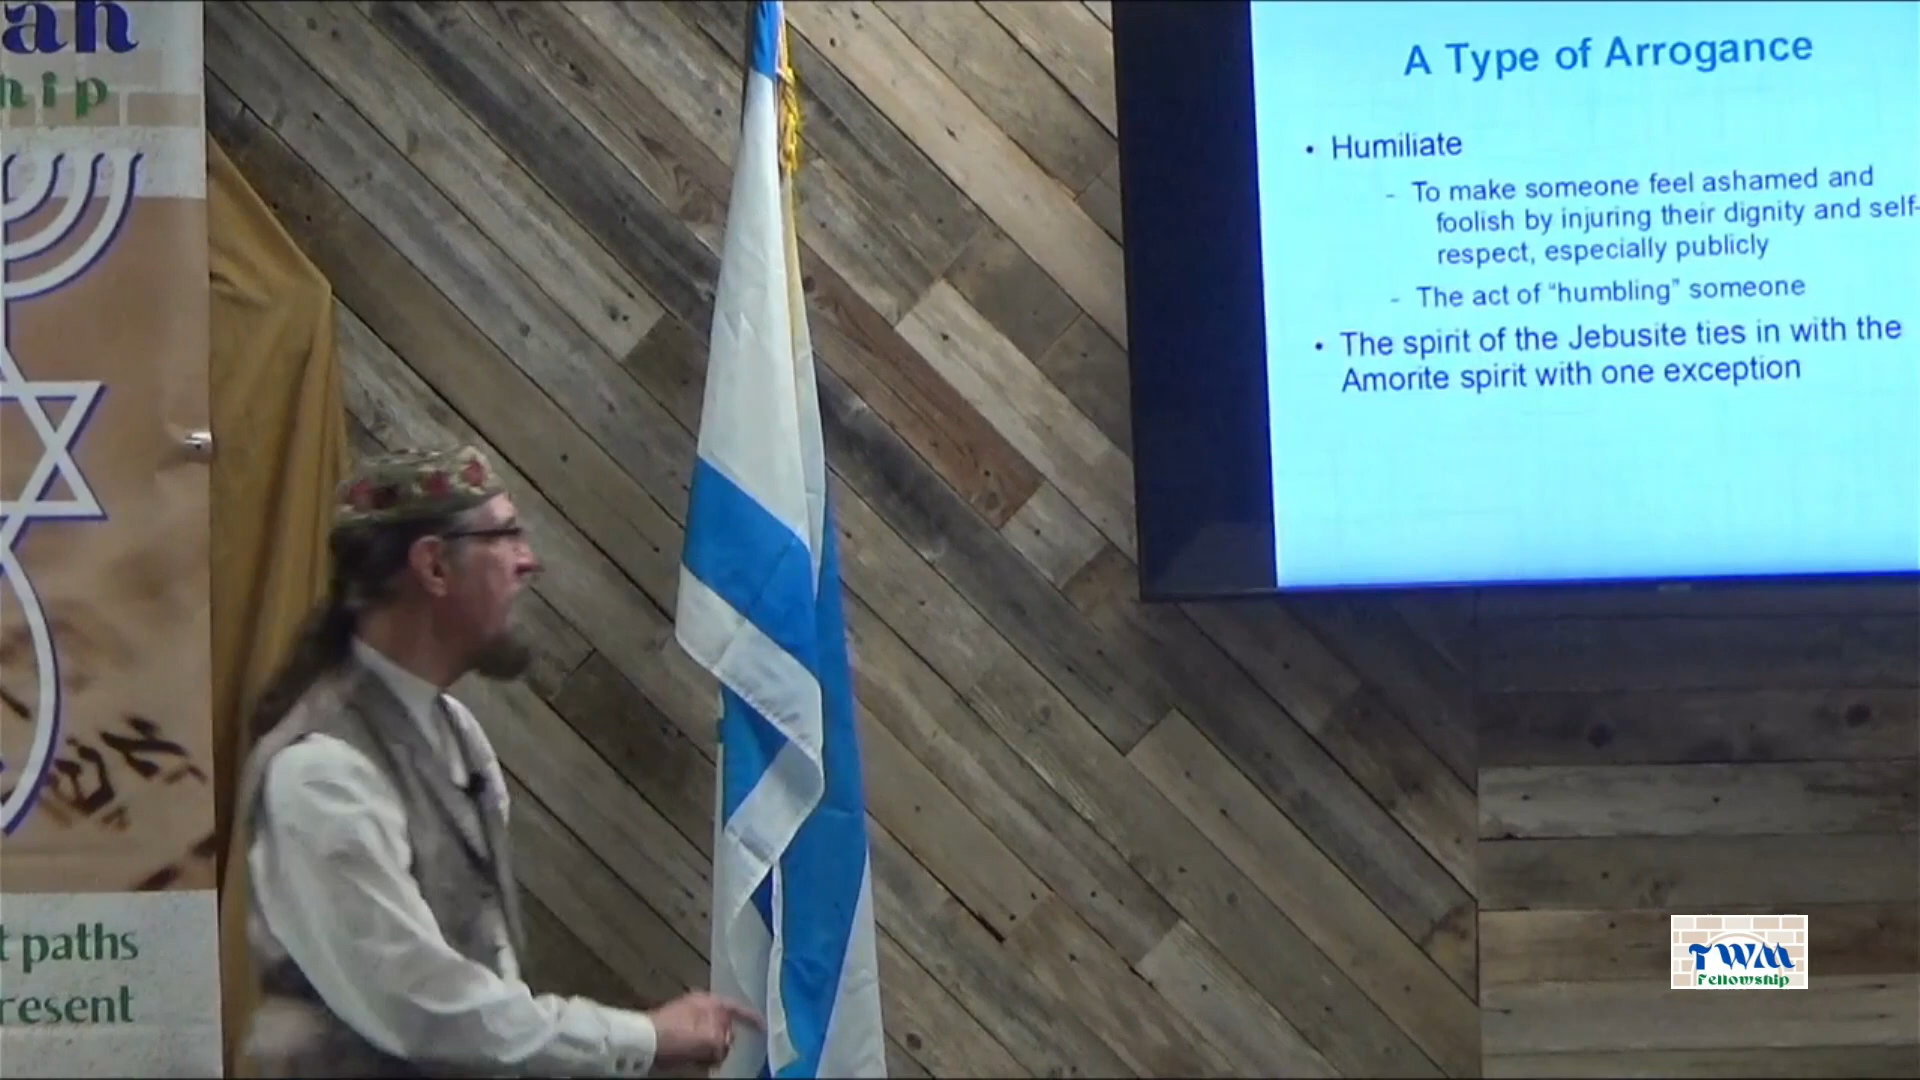 ah
hip
t paths
resent
A Type of Arrogance
• Humiliate
- To make someone feel ashamed and
foolish by injuring their dignity and self-
respect, especially publicly
- The act of “humbling” someone
• The spirit of the Jebusite ties in with the
Amorite spirit with one exception
TWM
Fellowship